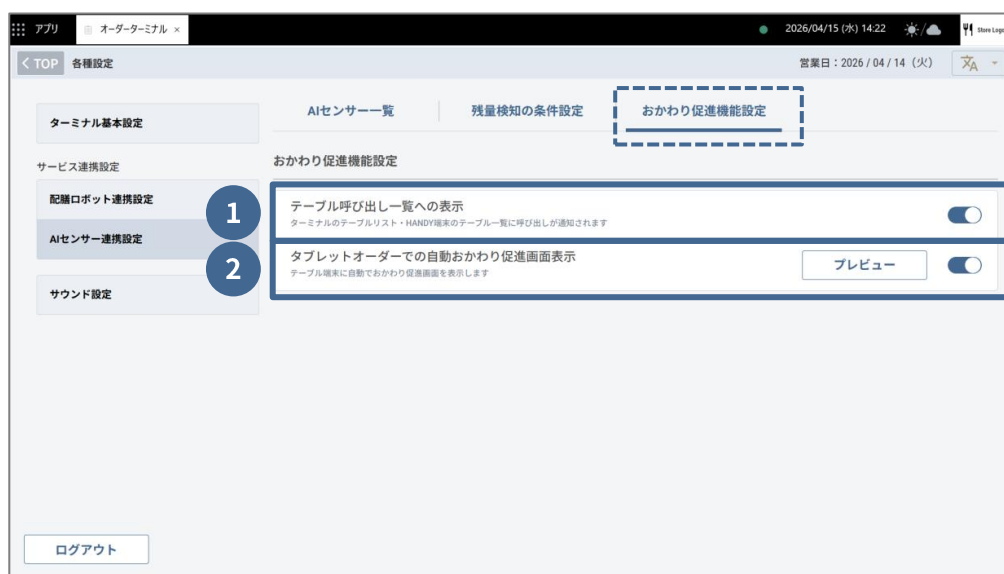 アプリ
オーダーターミナル ×
2026/04/15 (水) 14:22
Store Logo
< TOP
各種設定
営業日：2026 / 04 / 14（火）
ターミナル基本設定
サービス連携設定
配膳ロボット連携設定
AIセンサー連携設定
サウンド設定
AIセンサー一覧
残量検知の条件設定
おかわり促進機能設定
おかわり促進機能設定
1
テーブル呼び出し一覧への表示
ターミナルのテーブルリスト・HANDY端末のテーブル一覧に呼び出しが通知されます
2
タブレットオーダーでの自動おかわり促進画面表示
テーブル端末に自動でおかわり促進画面を表示します
プレビュー
ログアウト